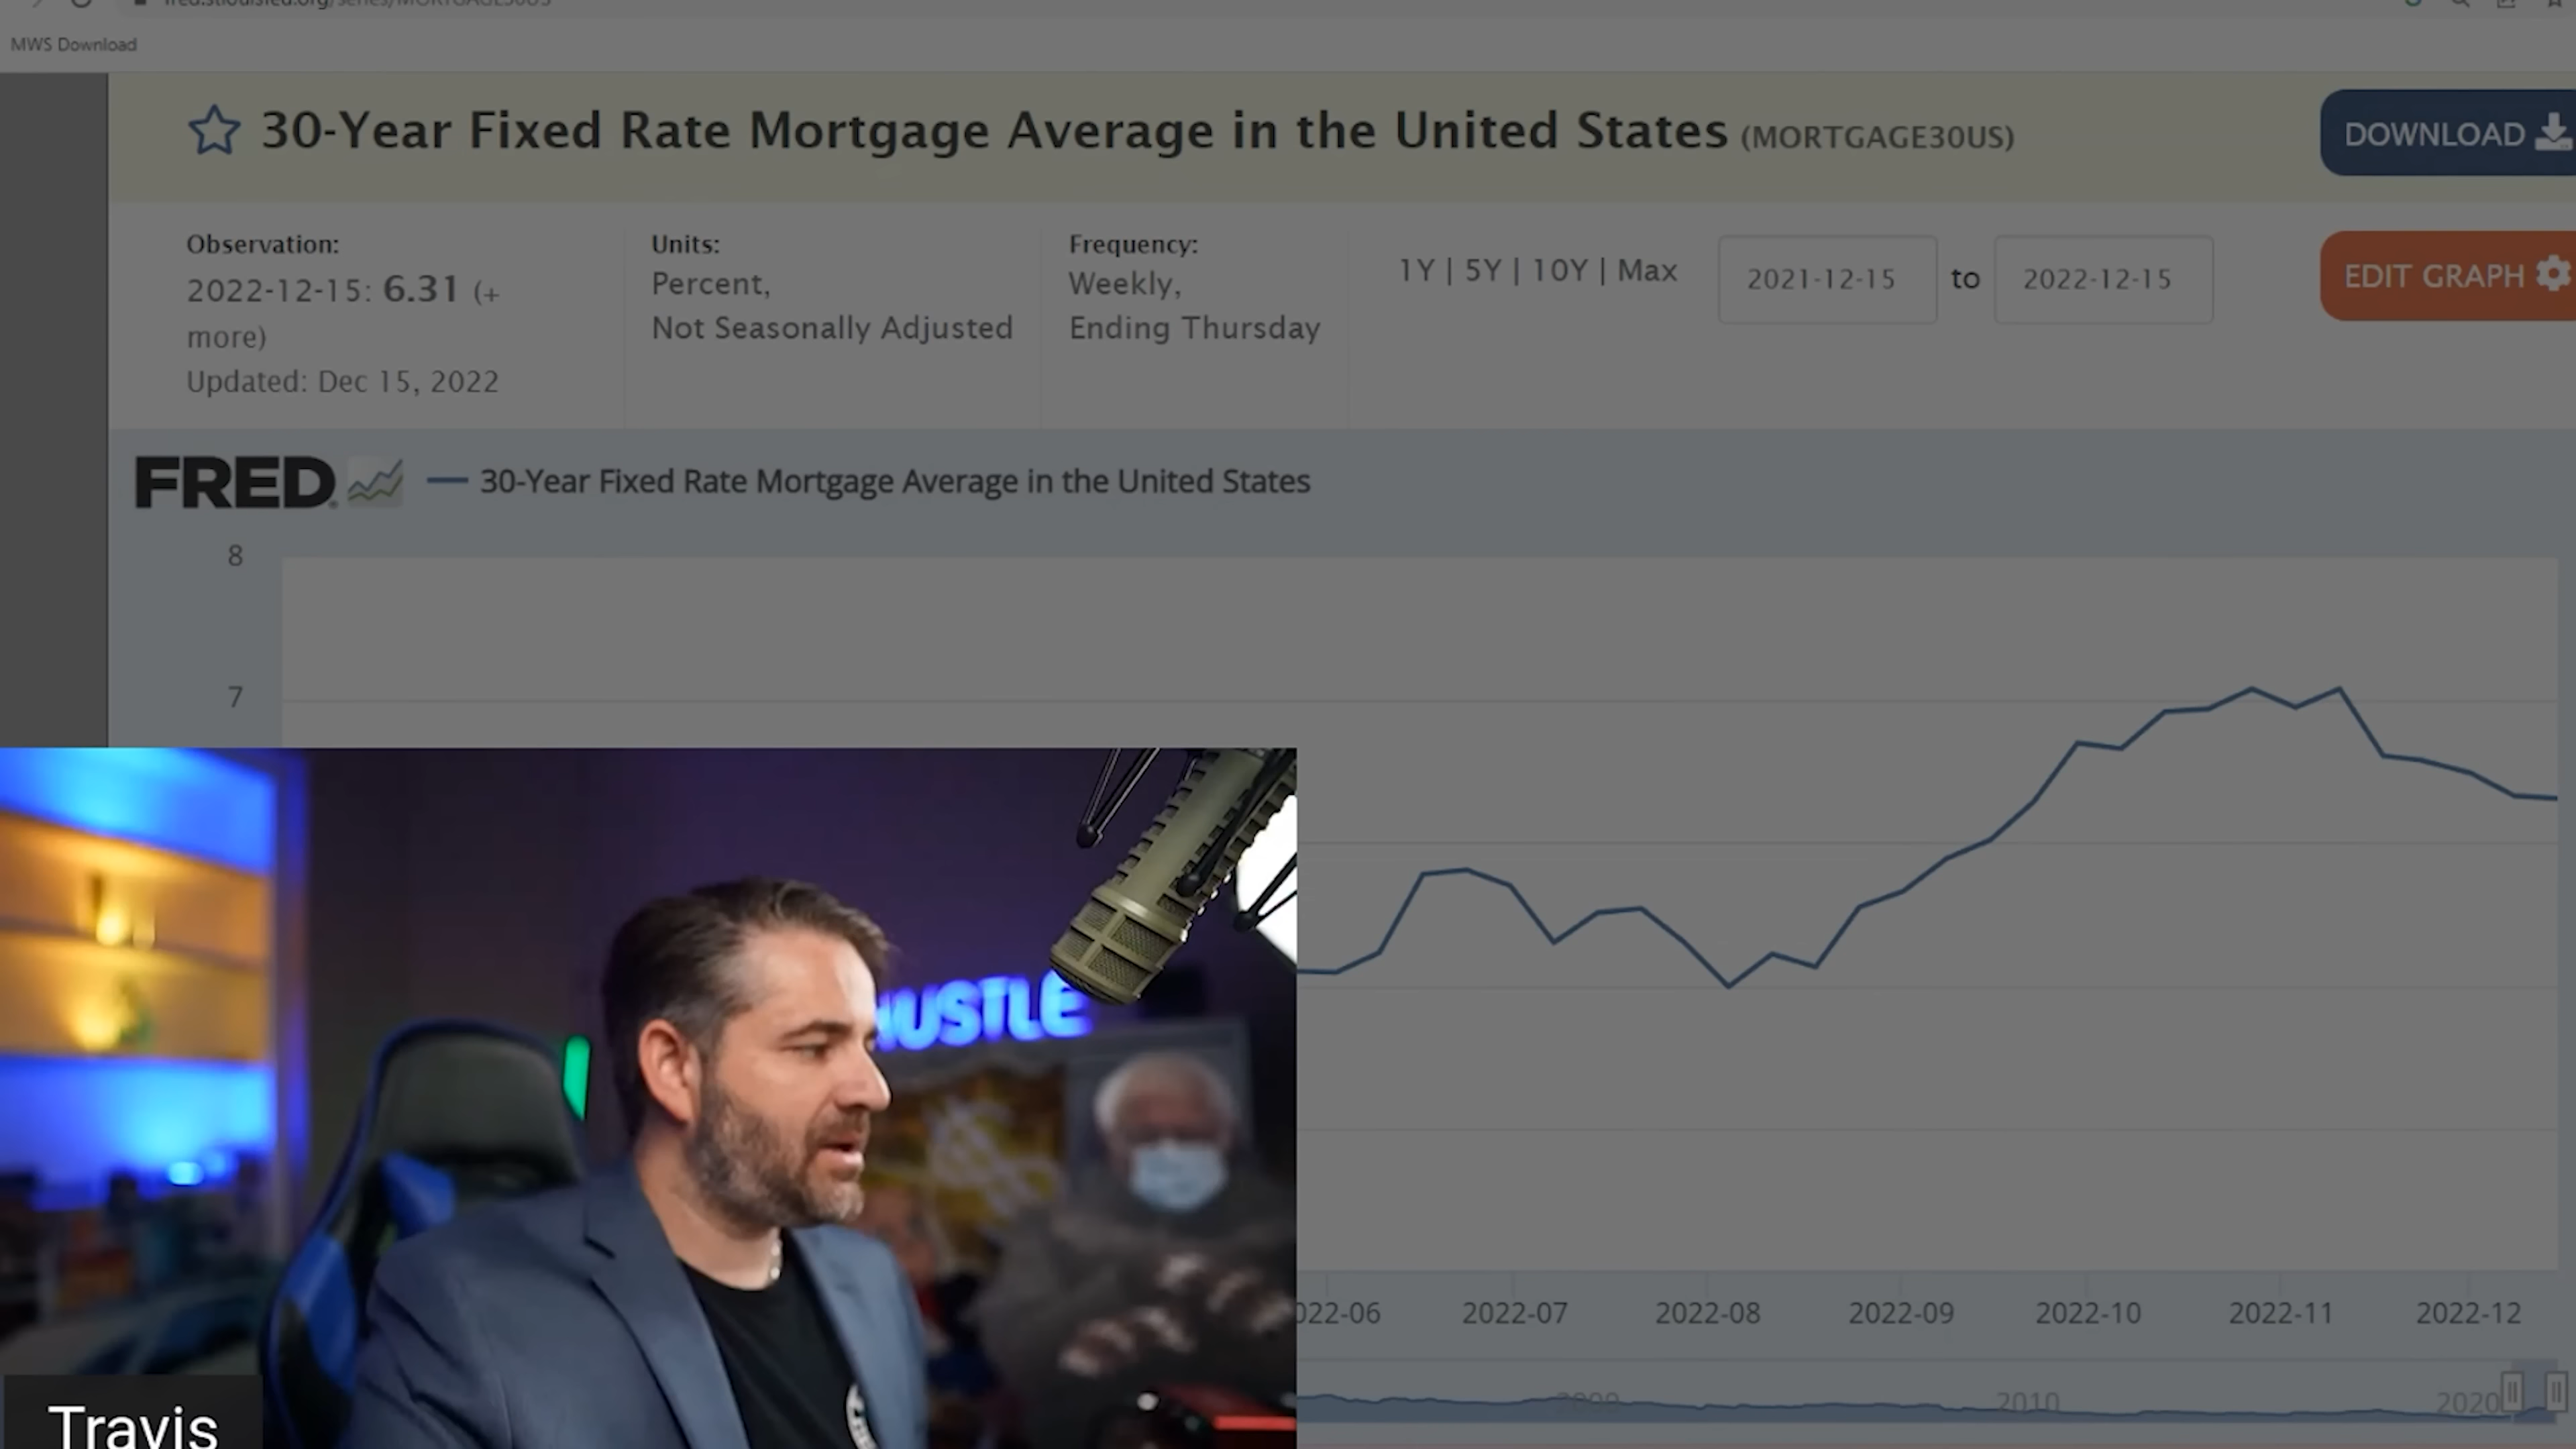 MWS Download
30-Year Fixed Rate Mortgage Average in the United States (MORTGAGE30US)
DOWNLOAD
Observation:
2022-12-15: 6.31 (+
more)
Updated: Dec 15, 2022
Units:
Percent,
Not Seasonally Adjusted
Frequency:
Weekly,
Ending Thursday
1Y | 5Y | 10Y | Max
2021-12-15 to 2022-12-15
EDIT GRAPH
FRED
30-Year Fixed Rate Mortgage Average in the United States
8
7
HUSTLE
022-06 2022-07 2022-08 2022-09 2022-10 2022-11 2022-12
2000 2010 2020
Travis